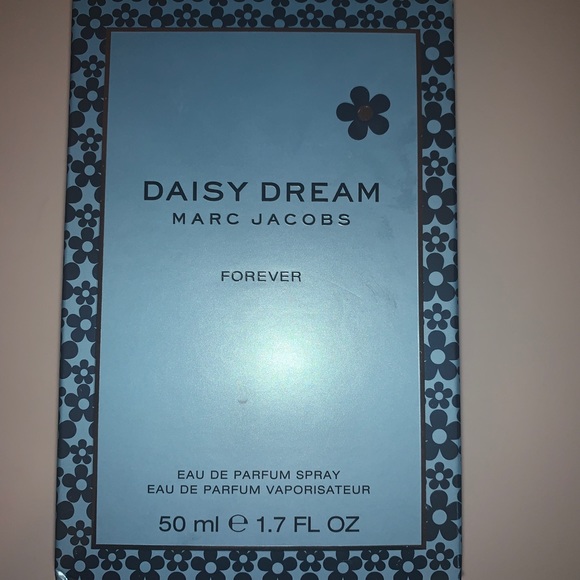 DAISY DREAM
MARC JACOBS
FOREVER
EAU DE PARFUM SPRAY
EAU DE PARFUM VAPORISATEUR
50 ml ℮ 1.7 FL OZ